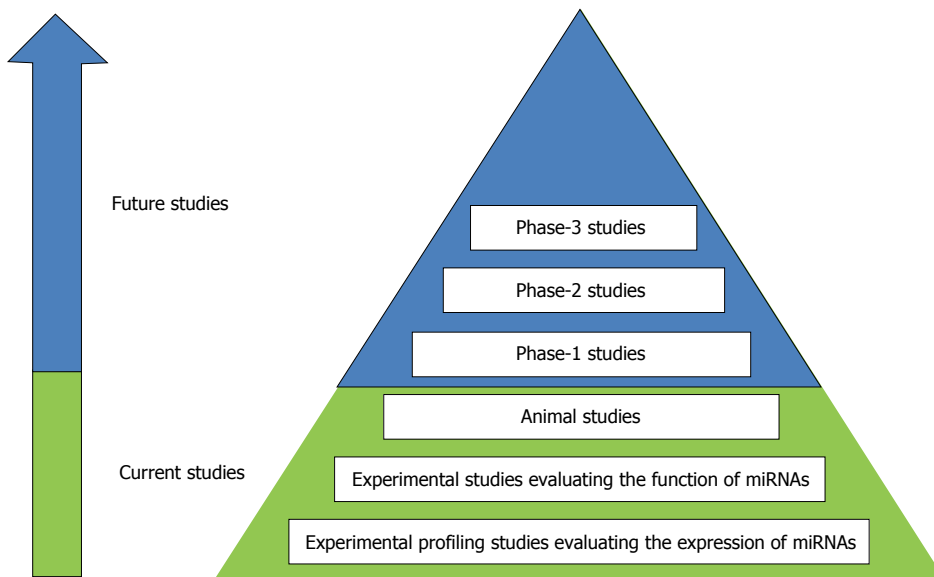 Future studies
Phase-3 studies
Phase-2 studies
Phase-1 studies
Animal studies
Current studies
Experimental studies evaluating the function of miRNAs
Experimental profiling studies evaluating the expression of miRNAs